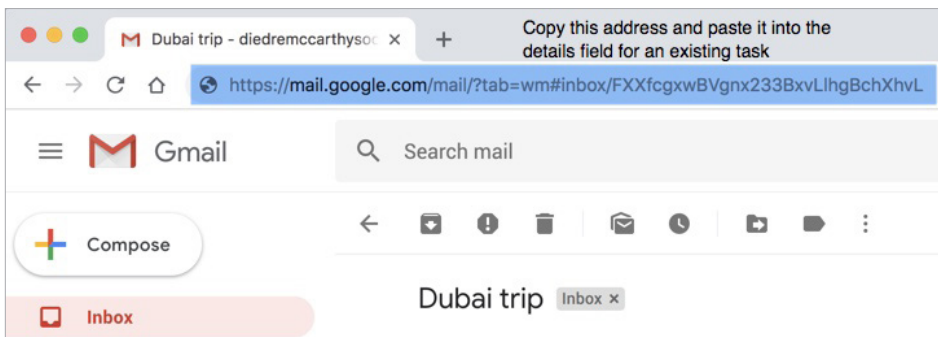 Dubai trip - diedremccarthysoc
Copy this address and paste it into the
details field for an existing task
https://mail.google.com/mail/?tab=wm#inbox/FXXfcgxwBVgnx233BxvLlhgBchXhvL
Gmail
Search mail
Compose
Dubai trip Inbox ×
Inbox